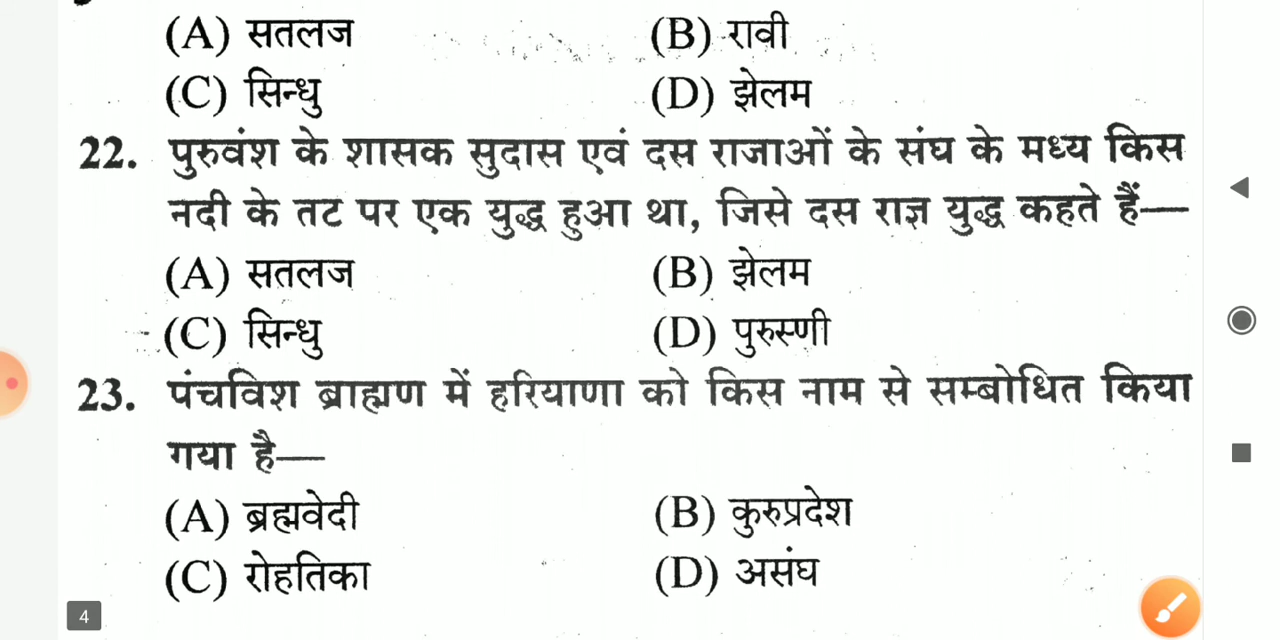 (A) सतलज (B) रावी
(C) सिन्धु (D) झेलम
22. पुरुवंश के शासक सुदास एवं दस राजाओं के संघ के मध्य किस
नदी के तट पर एक युद्ध हुआ था, जिसे दस राज्ञ युद्ध कहते हैं—
(A) सतलज (B) झेलम
(C) सिन्धु (D) पुरुस्णी
23. पंचविश ब्राह्मण में हरियाणा को किस नाम से सम्बोधित किया
गया है—
(A) ब्रह्मवेदी (B) कुरुप्रदेश
(C) रोहतिका (D) असंघ
4